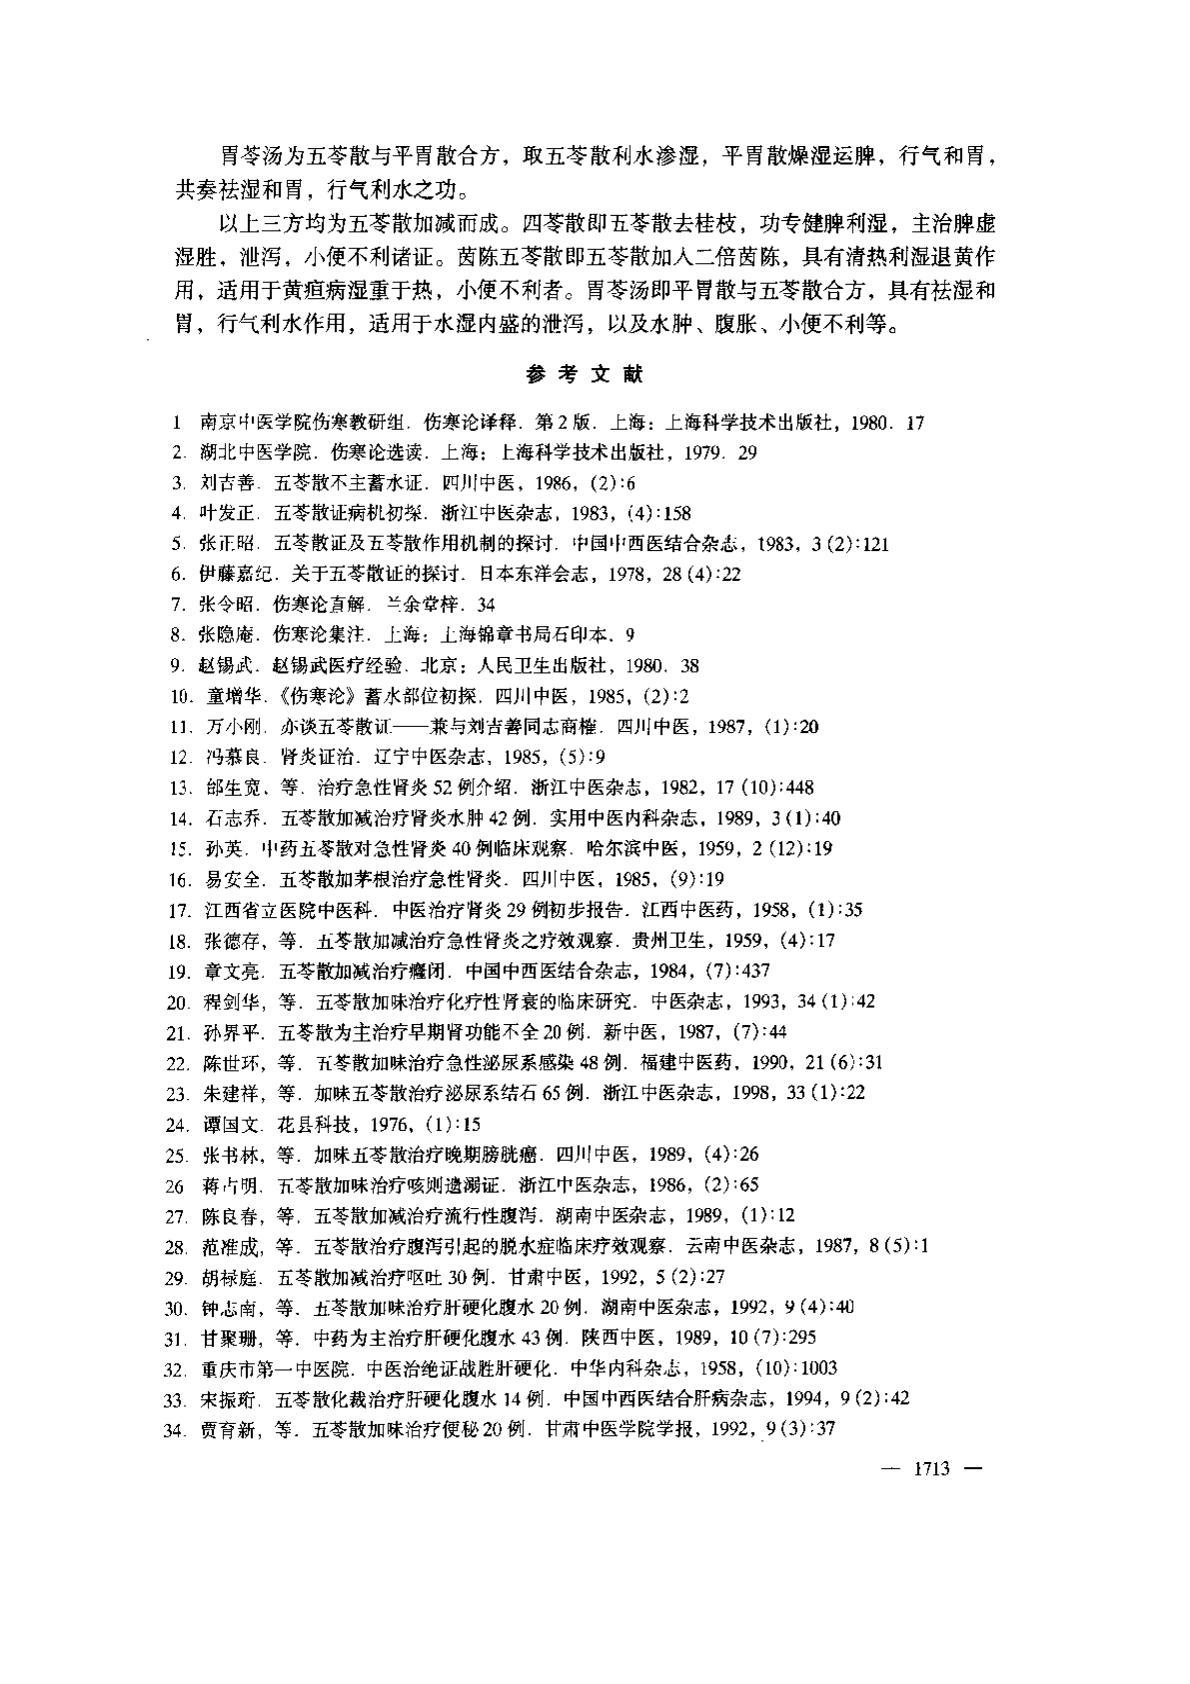 胃苓汤为五苓散与平胃散合方，取五苓散利水渗湿，平胃散燥湿运脾，行气和胃，
共奏祛湿和胃，行气利水之功。
以上三方均为五苓散加减而成。四苓散即五苓散去桂枝，功专健脾利湿，主治脾虚
湿胜，泄泻，小便不利诸证。茵陈五苓散即五苓散加入二倍茵陈，具有清热利湿退黄作
用，适用于黄疸病湿重于热，小便不利者。胃苓汤即平胃散与五苓散合方，具有祛湿和
胃，行气利水作用，适用于水湿内盛的泄泻，以及水肿、腹胀、小便不利等。
参考文献
1 南京中医学院伤寒教研组．伤寒论译释．第2版．上海：上海科学技术出版社，1980．17
2．湖北中医学院．伤寒论选读．上海：上海科学技术出版社，1979．29
3．刘吉善．五苓散不主蓄水证．四川中医，1986，(2):6
4．叶发正．五苓散证病机初探．浙江中医杂志，1983，(4):158
5．张正昭．五苓散证及五苓散作用机制的探讨．中国中西医结合杂志，1983，3 (2):121
6．伊藤嘉纪．关于五苓散证的探讨．日本东洋会志，1978，28 (4):22
7．张令昭．伤寒论直解．兰余堂梓．34
8．张隐庵．伤寒论集注．上海：上海锦章书局石印本．9
9．赵锡武．赵锡武医疗经验．北京：人民卫生出版社，1980．38
10．童增华．《伤寒论》蓄水部位初探．四川中医，1985，(2):2
11．万小刚．亦谈五苓散证——兼与刘吉善同志商榷．四川中医，1987，(1):20
12．冯慕良．肾炎证治．辽宁中医杂志，1985，(5):9
13．邰生宽，等．治疗急性肾炎52例介绍．浙江中医杂志，1982，17 (10):448
14．石志乔．五苓散加减治疗肾炎水肿42例．实用中医内科杂志，1989，3 (1):40
15．孙英．中药五苓散对急性肾炎40例临床观察．哈尔滨中医，1959，2 (12):19
16．易安全．五苓散加茅根治疗急性肾炎．四川中医，1985，(9):19
17．江西省立医院中医科．中医治疗肾炎29例初步报告．江西中医药，1958，(1):35
18．张德存，等．五苓散加减治疗急性肾炎之疗效观察．贵州卫生，1959，(4):17
19．章文亮．五苓散加减治疗癃闭．中国中西医结合杂志，1984，(7):437
20．程剑华，等．五苓散加味治疗化疗性肾衰的临床研究．中医杂志，1993，34 (1):42
21．孙界平．五苓散为主治疗早期肾功能不全20例．新中医，1987，(7):44
22．陈世环，等．五苓散加味治疗急性泌尿系感染48例．福建中医药，1990，21 (6):31
23．朱建祥，等．加味五苓散治疗泌尿系结石65例．浙江中医杂志，1998，33 (1):22
24．谭国文．花县科技，1976，(1):15
25．张书林，等．加味五苓散治疗晚期膀胱癌．四川中医，1989，(4):26
26 蒋占明．五苓散加味治疗咳则遗溺证．浙江中医杂志，1986，(2):65
27．陈良春，等．五苓散加减治疗流行性腹泻．湖南中医杂志，1989，(1):12
28．范准成，等．五苓散治疗腹泻引起的脱水症临床疗效观察．云南中医杂志，1987，8 (5):1
29．胡禄庭．五苓散加减治疗呕吐30例．甘肃中医，1992，5 (2):27
30．钟志南，等．五苓散加味治疗肝硬化腹水20例．湖南中医杂志，1992，9 (4):40
31．甘聚珊，等．中药为主治疗肝硬化腹水43例．陕西中医，1989，10 (7):295
32．重庆市第一中医院．中医治绝证战胜肝硬化．中华内科杂志，1958，(10):1003
33．宋振珩．五苓散化裁治疗肝硬化腹水14例．中国中西医结合肝病杂志，1994，9 (2):42
34．贾育新，等．五苓散加味治疗便秘20例．甘肃中医学院学报，1992，9 (3):37
— 1713 —